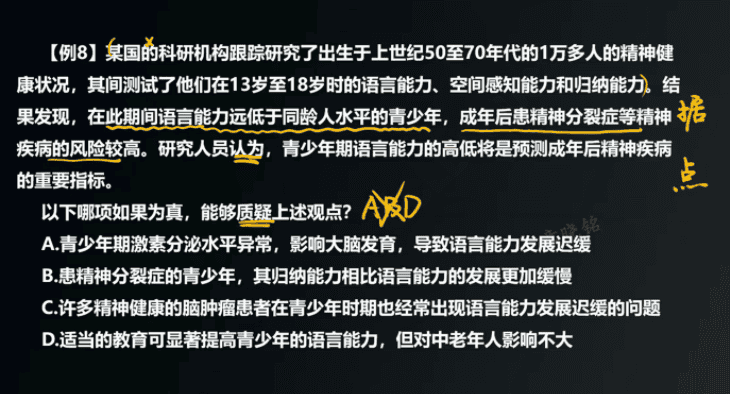 【例8】某国的科研机构跟踪研究了出生于上世纪50至70年代的1万多人的精神健
康状况，其间测试了他们在13岁至18岁时的语言能力、空间感知能力和归纳能力。结
果发现，在此期间语言能力远低于同龄人水平的青少年，成年后患精神分裂症等精神 据
疾病的风险较高。研究人员认为，青少年期语言能力的高低将是预测成年后精神疾病
的重要指标。 点
以下哪项如果为真，能够质疑上述观点？ ABD
A.青少年期激素分泌水平异常，影响大脑发育，导致语言能力发展迟缓
B.患精神分裂症的青少年，其归纳能力相比语言能力的发展更加缓慢
C.许多精神健康的脑肿瘤患者在青少年时期也经常出现语言能力发展迟缓的问题
D.适当的教育可显著提高青少年的语言能力，但对中老年人影响不大